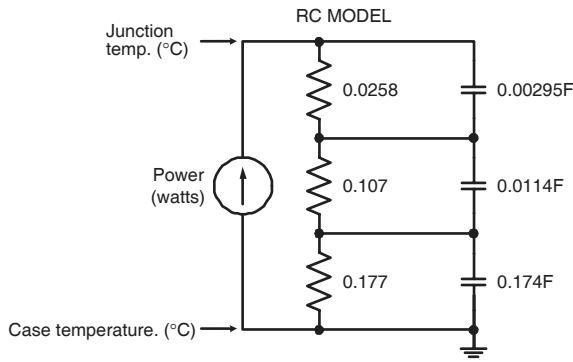 RC MODEL
Junction
temp. (°C)
0.0258
0.00295F
Power
(watts)
0.107
0.0114F
0.177
0.174F
Case temperature. (°C)